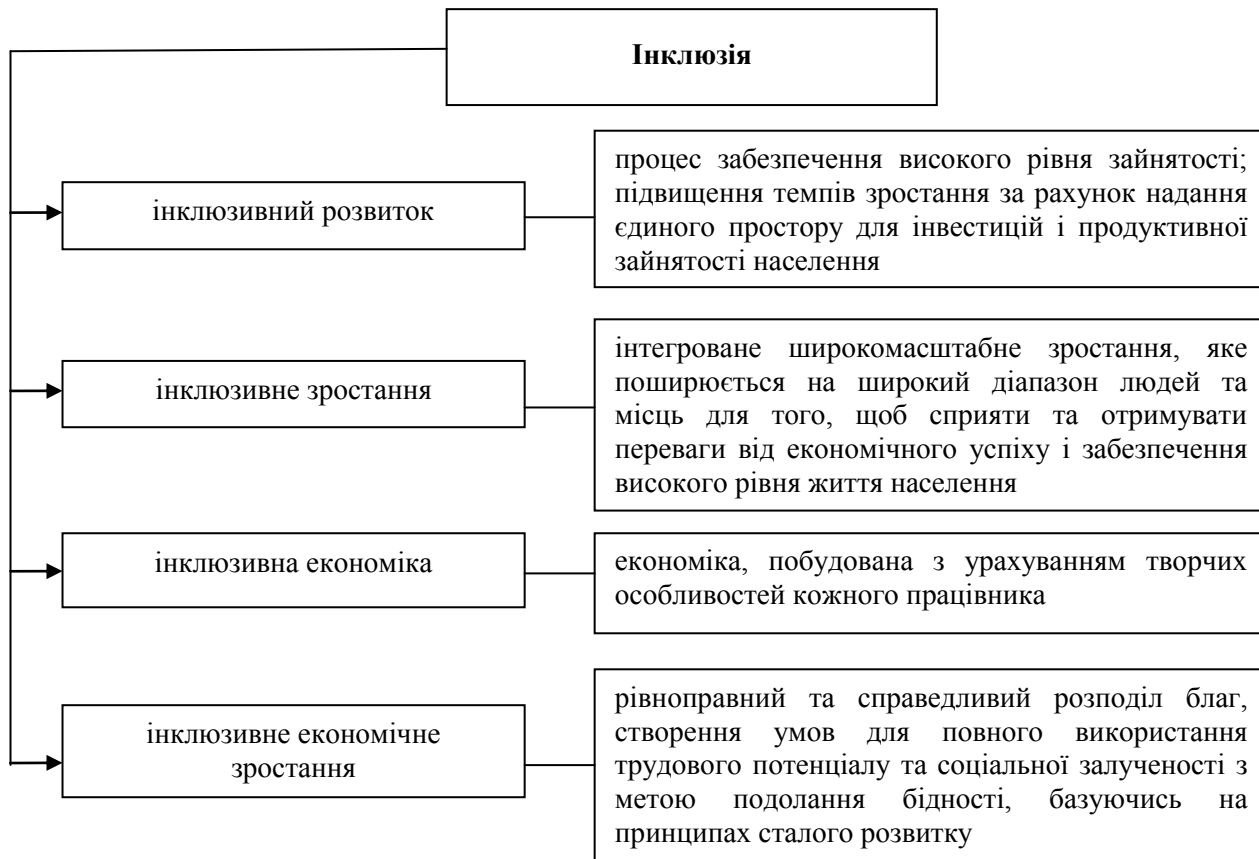 Інклюзія
інклюзивний розвиток
процес забезпечення високого рівня зайнятості;
підвищення темпів зростання за рахунок надання
єдиного простору для інвестицій і продуктивної
зайнятості населення
інклюзивне зростання
інтегроване широкомасштабне зростання, яке
поширюється на широкий діапазон людей та
місць для того, щоб сприяти та отримувати
переваги від економічного успіху і забезпечення
високого рівня життя населення
інклюзивна економіка
економіка, побудована з урахуванням творчих
особливостей кожного працівника
інклюзивне економічне
зростання
рівноправний та справедливий розподіл благ,
створення умов для повного використання
трудового потенціалу та соціальної залученості з
метою подолання бідності, базуючись на
принципах сталого розвитку